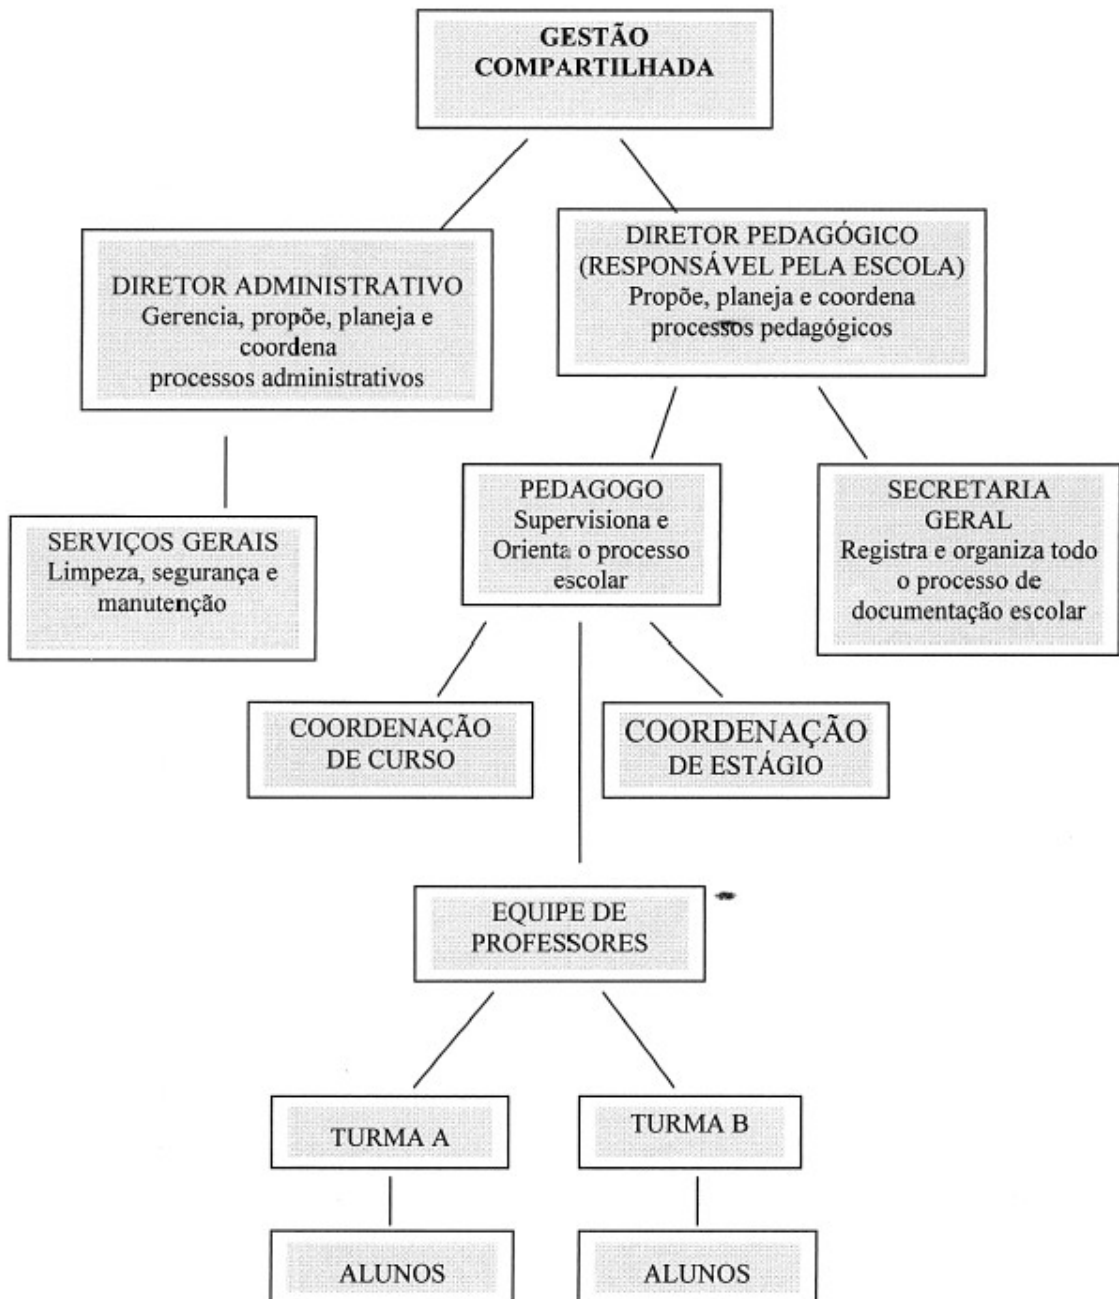 GESTÃO
COMPARTILHADA
DIRETOR ADMINISTRATIVO
Gerencia, propõe, planeja e
coordena
processos administrativos
DIRETOR PEDAGÓGICO
(RESPONSÁVEL PELA ESCOLA)
Propõe, planeja e coordena
processos pedagógicos
SERVIÇOS GERAIS
Limpeza, segurança e
manutenção
PEDAGOGO
Supervisiona e
Orienta o processo
escolar
SECRETARIA
GERAL
Registra e organiza todo
o processo de
documentação escolar
COORDENAÇÃO
DE CURSO
COORDENAÇÃO
DE ESTÁGIO
EQUIPE DE
PROFESSORES
TURMA A
TURMA B
ALUNOS
ALUNOS